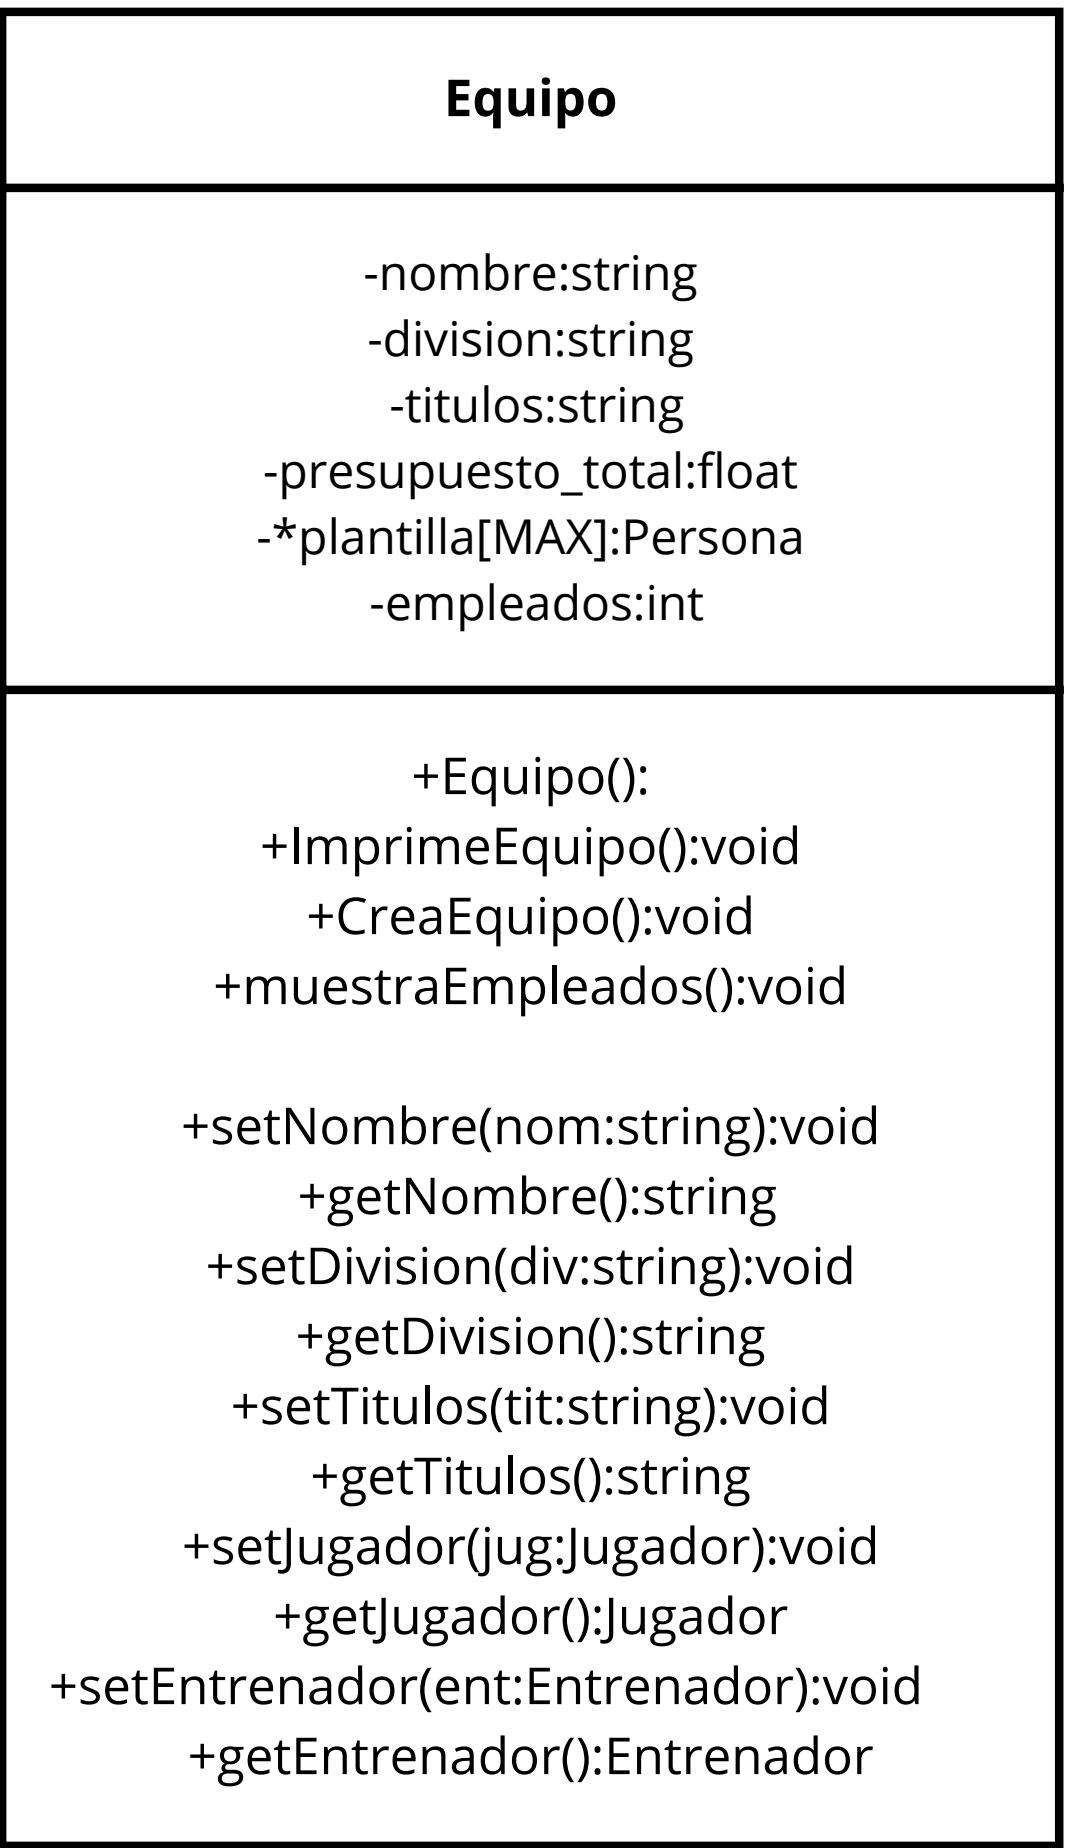 Equipo
-nombre:string
-division:string
-titulos:string
-presupuesto_total:float
-*plantilla[MAX]:Persona
-empleados:int
+Equipo():
+ImprimeEquipo():void
+CreaEquipo():void
+muestraEmpleados():void
+setNombre(nom:string):void
+getNombre():string
+setDivision(div:string):void
+getDivision():string
+setTitulos(tit:string):void
+getTitulos():string
+setJugador(jug:Jugador):void
+getJugador():Jugador
+setEntrenador(ent:Entrenador):void
+getEntrenador():Entrenador